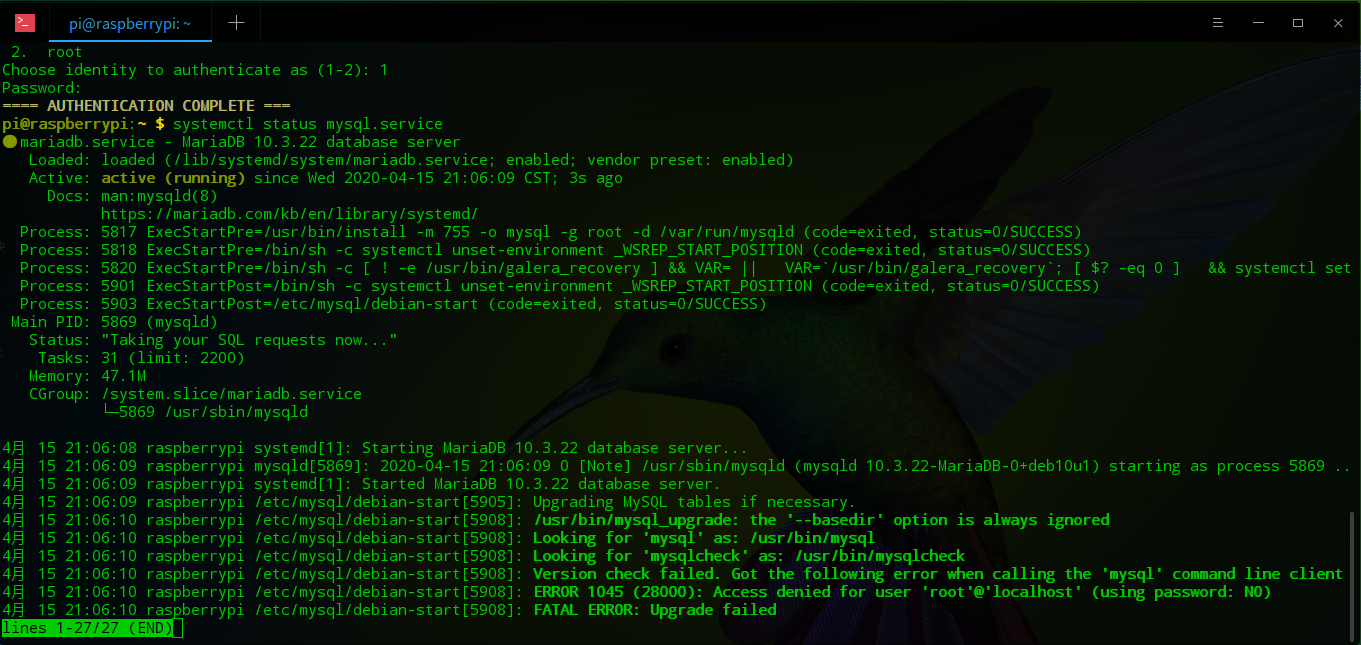 pi@raspberrypi: ~
2. root
Choose identity to authenticate as (1-2): 1
Password:
==== AUTHENTICATION COMPLETE ===
pi@raspberrypi:~ $ systemctl status mysql.service
●mariadb.service - MariaDB 10.3.22 database server
Loaded: loaded (/lib/systemd/system/mariadb.service; enabled; vendor preset: enabled)
Active: active (running) since Wed 2020-04-15 21:06:09 CST; 3s ago
Docs: man:mysqld(8)
https://mariadb.com/kb/en/library/systemd/
Process: 5817 ExecStartPre=/usr/bin/install -m 755 -o mysql -g root -d /var/run/mysqld (code=exited, status=0/SUCCESS)
Process: 5818 ExecStartPre=/bin/sh -c systemctl unset-environment _WSREP_START_POSITION (code=exited, status=0/SUCCESS)
Process: 5820 ExecStartPre=/bin/sh -c [ ! -e /usr/bin/galera_recovery ] && VAR= ||   VAR=`/usr/bin/galera_recovery`; [ $? -eq 0 ]   && systemctl set
Process: 5901 ExecStartPost=/bin/sh -c systemctl unset-environment _WSREP_START_POSITION (code=exited, status=0/SUCCESS)
Process: 5903 ExecStartPost=/etc/mysql/debian-start (code=exited, status=0/SUCCESS)
Main PID: 5869 (mysqld)
Status: "Taking your SQL requests now..."
Tasks: 31 (limit: 2200)
Memory: 47.1M
CGroup: /system.slice/mariadb.service
└─5869 /usr/sbin/mysqld
4月 15 21:06:08 raspberrypi systemd[1]: Starting MariaDB 10.3.22 database server...
4月 15 21:06:09 raspberrypi mysqld[5869]: 2020-04-15 21:06:09 0 [Note] /usr/sbin/mysqld (mysqld 10.3.22-MariaDB-0+deb10u1) starting as process 5869 ..
4月 15 21:06:09 raspberrypi systemd[1]: Started MariaDB 10.3.22 database server.
4月 15 21:06:09 raspberrypi /etc/mysql/debian-start[5905]: Upgrading MySQL tables if necessary.
4月 15 21:06:10 raspberrypi /etc/mysql/debian-start[5908]: /usr/bin/mysql_upgrade: the '--basedir' option is always ignored
4月 15 21:06:10 raspberrypi /etc/mysql/debian-start[5908]: Looking for 'mysql' as: /usr/bin/mysql
4月 15 21:06:10 raspberrypi /etc/mysql/debian-start[5908]: Looking for 'mysqlcheck' as: /usr/bin/mysqlcheck
4月 15 21:06:10 raspberrypi /etc/mysql/debian-start[5908]: Version check failed. Got the following error when calling the 'mysql' command line client
4月 15 21:06:10 raspberrypi /etc/mysql/debian-start[5908]: ERROR 1045 (28000): Access denied for user 'root'@'localhost' (using password: NO)
4月 15 21:06:10 raspberrypi /etc/mysql/debian-start[5908]: FATAL ERROR: Upgrade failed
lines 1-27/27 (END)